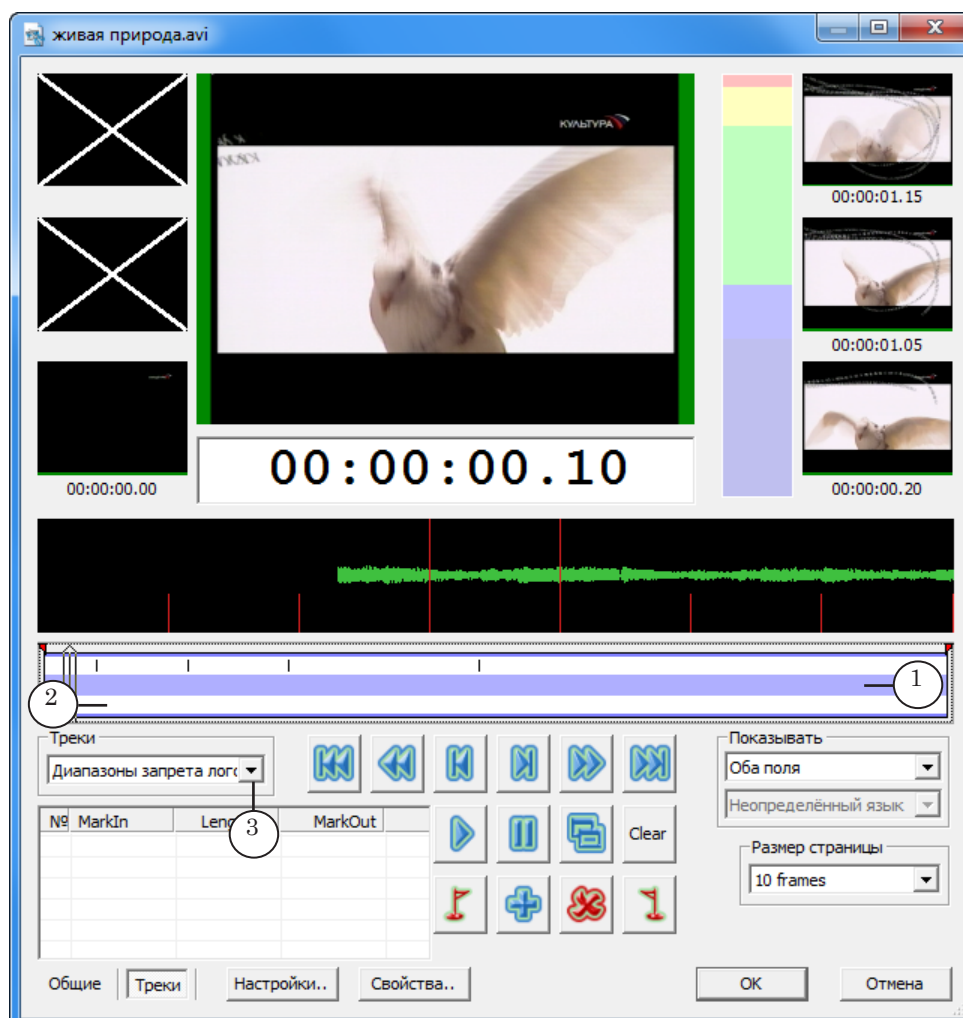 живая природа.avi
КУЛЬТУРА
00:00:01.15
00:00:01.05
00:00:00.00
00:00:00.10
00:00:00.20
1
2
Треки
Диапазоны запрета лого
3
Показывать
Оба поля
Неопределённый язык
№ MarkIn Leng MarkOut
Clear
Размер страницы
10 frames
Общие Треки Настройки.. Свойства.. OK Отмена